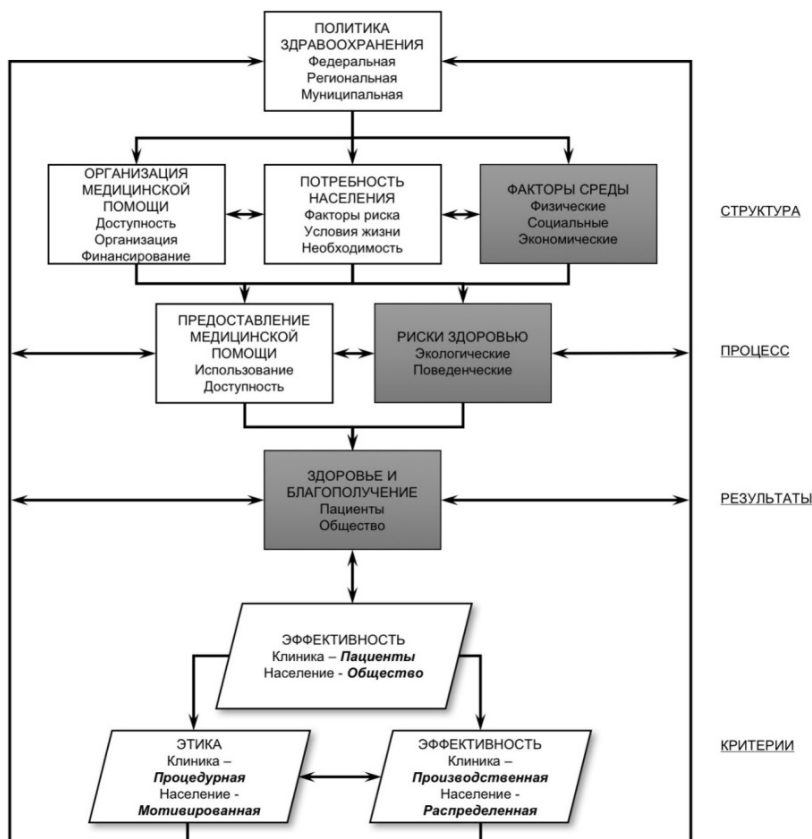 ПОЛИТИКА
ЗДРАВООХРАНЕНИЯ
Федеральная
Региональная
Муниципальная
ОРГАНИЗАЦИЯ
МЕДИЦИНСКОЙ
ПОМОЩИ
Доступность
Организация
Финансирование
ПОТРЕБНОСТЬ
НАСЕЛЕНИЯ
Факторы риска
Условия жизни
Необходимость
ФАКТОРЫ СРЕДЫ
Физические
Социальные
Экономические
СТРУКТУРА
ПРЕДОСТАВЛЕНИЕ
МЕДИЦИНСКОЙ
ПОМОЩИ
Использование
Доступность
РИСКИ ЗДОРОВЬЮ
Экологические
Поведенческие
ПРОЦЕСС
ЗДОРОВЬЕ И
БЛАГОПОЛУЧЕНИЕ
Пациенты
Общество
РЕЗУЛЬТАТЫ
ЭФФЕКТИВНОСТЬ
Клиника – Пациенты
Население - Общество
ЭТИКА
Клиника –
Процедурная
Население -
Мотивированная
ЭФФЕКТИВНОСТЬ
Клиника –
Производственная
Население -
Распределенная
КРИТЕРИИ